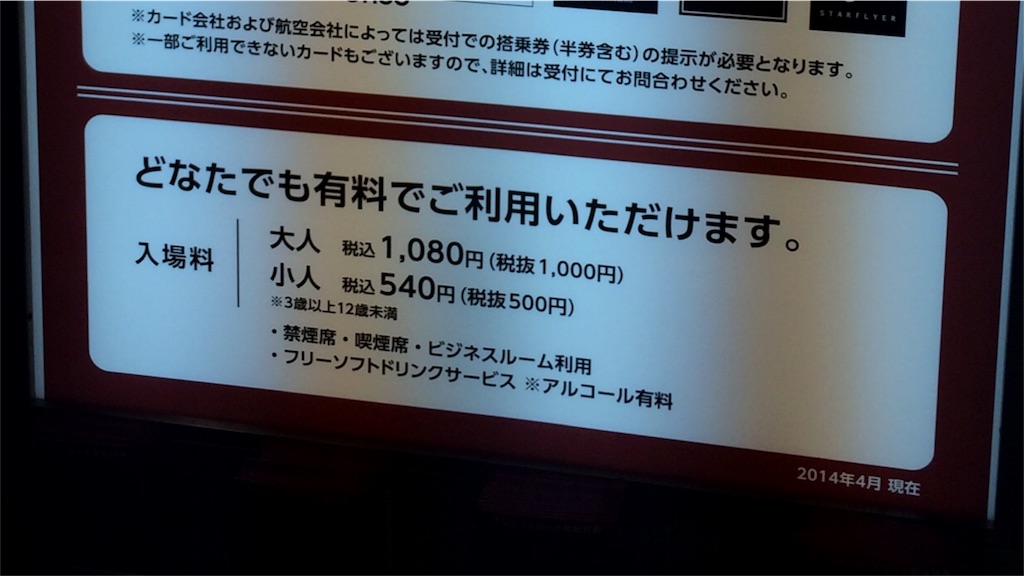 STARFLYER
※カード会社および航空会社によっては受付での搭乗券(半券含む)の提示が必要となります。
※一部ご利用できないカードもございますので、詳細は受付にてお問合わせください。
どなたでも有料でご利用いただけます。
入場料
大人 税込1,080円(税抜1,000円)
小人 税込540円(税抜500円)
※3歳以上12歳未満
・禁煙席・喫煙席・ビジネスルーム利用
・フリーソフトドリンクサービス ※アルコール有料
2014年4月 現在